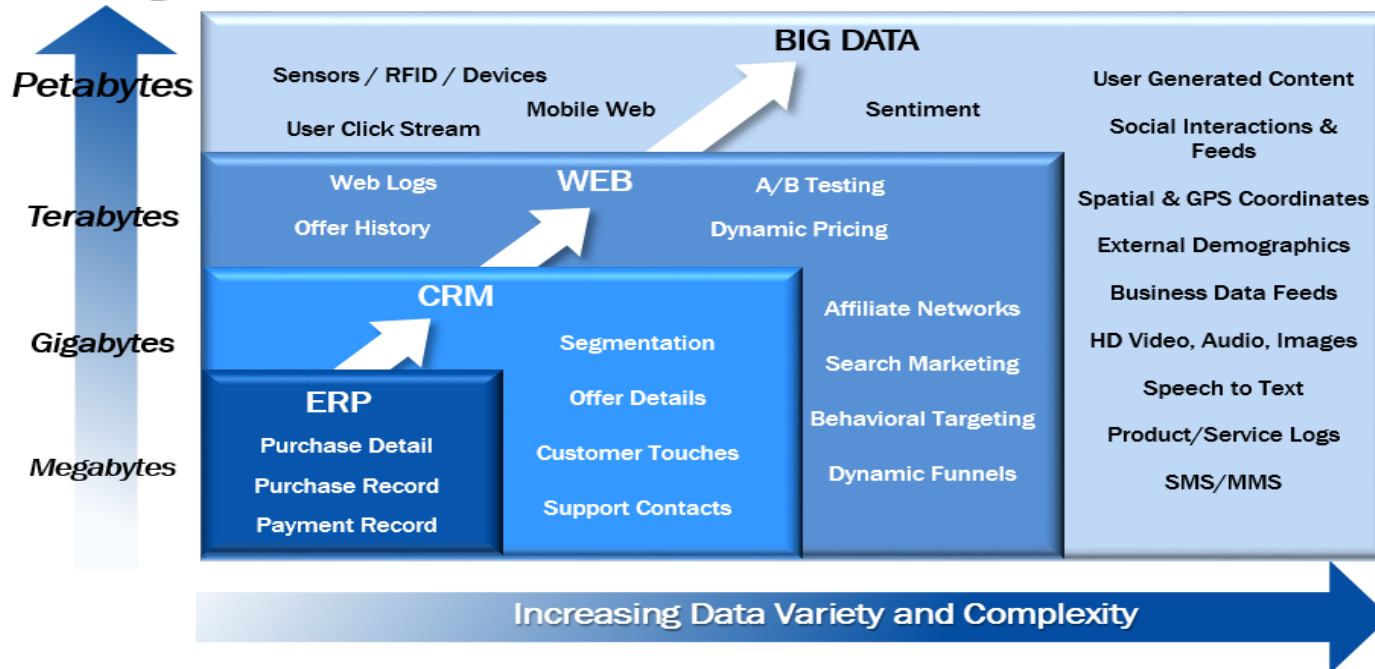 BIG DATA
Petabytes
Sensors / RFID / Devices
Mobile Web
Sentiment
User Click Stream
User Generated Content
Social Interactions &
Feeds
Spatial & GPS Coordinates
External Demographics
Business Data Feeds
HD Video, Audio, Images
Speech to Text
Product/Service Logs
SMS/MMS
Terabytes
WEB
Web Logs
Offer History
A/B Testing
Dynamic Pricing
Affiliate Networks
Search Marketing
Behavioral Targeting
Dynamic Funnels
Gigabytes
CRM
Segmentation
Offer Details
Customer Touches
Support Contacts
Megabytes
ERP
Purchase Detail
Purchase Record
Payment Record
Increasing Data Variety and Complexity